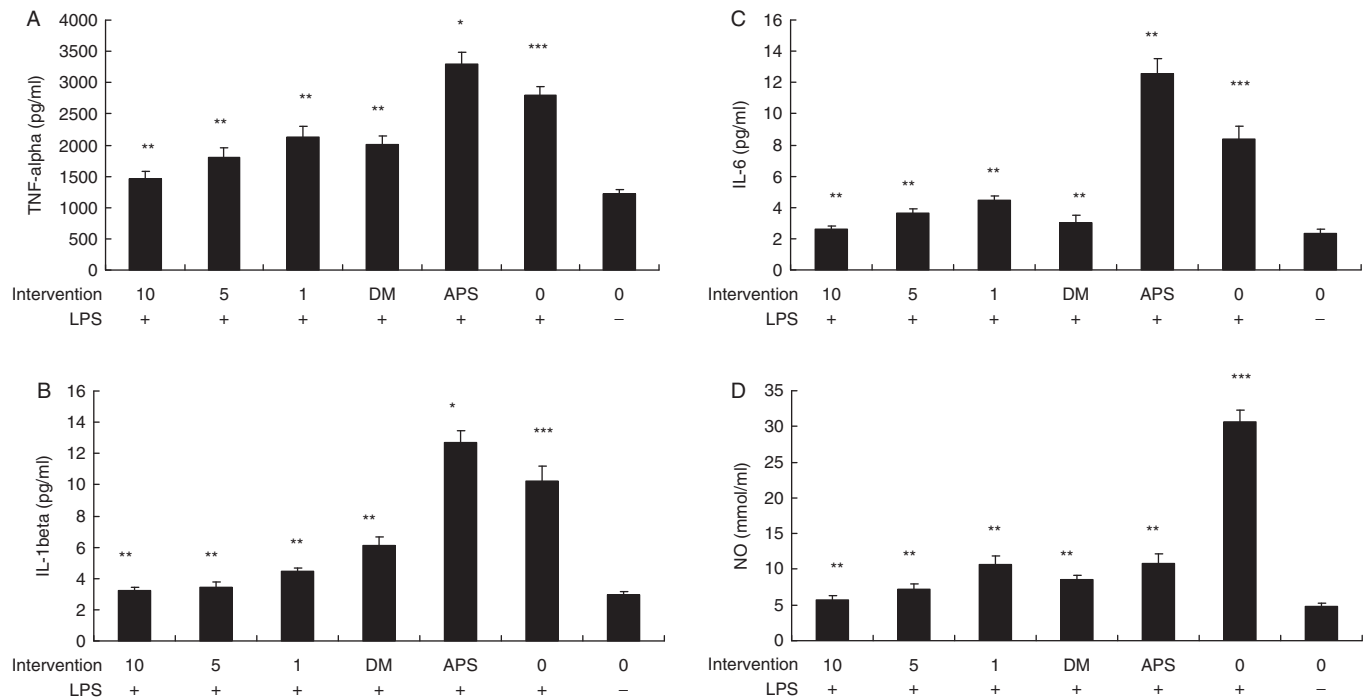 A
4000
3500
3000
2500
2000
1500
1000
500
0
TNF-alpha (pg/ml)
** ** ** ** * ***
Intervention 10 5 1 DM APS 0 0
LPS + + + + + + –
C
16
14
12
10
8
6
4
2
0
IL-6 (pg/ml)
** ** ** ** ** ***
Intervention 10 5 1 DM APS 0 0
LPS + + + + + + –
B
16
14
12
10
8
6
4
2
0
IL-1beta (pg/ml)
** ** ** ** * ***
Intervention 10 5 1 DM APS 0 0
LPS + + + + + + –
D
35
30
25
20
15
10
5
0
NO (mmol/ml)
** ** ** ** ** ***
Intervention 10 5 1 DM APS 0 0
LPS + + + + + + –